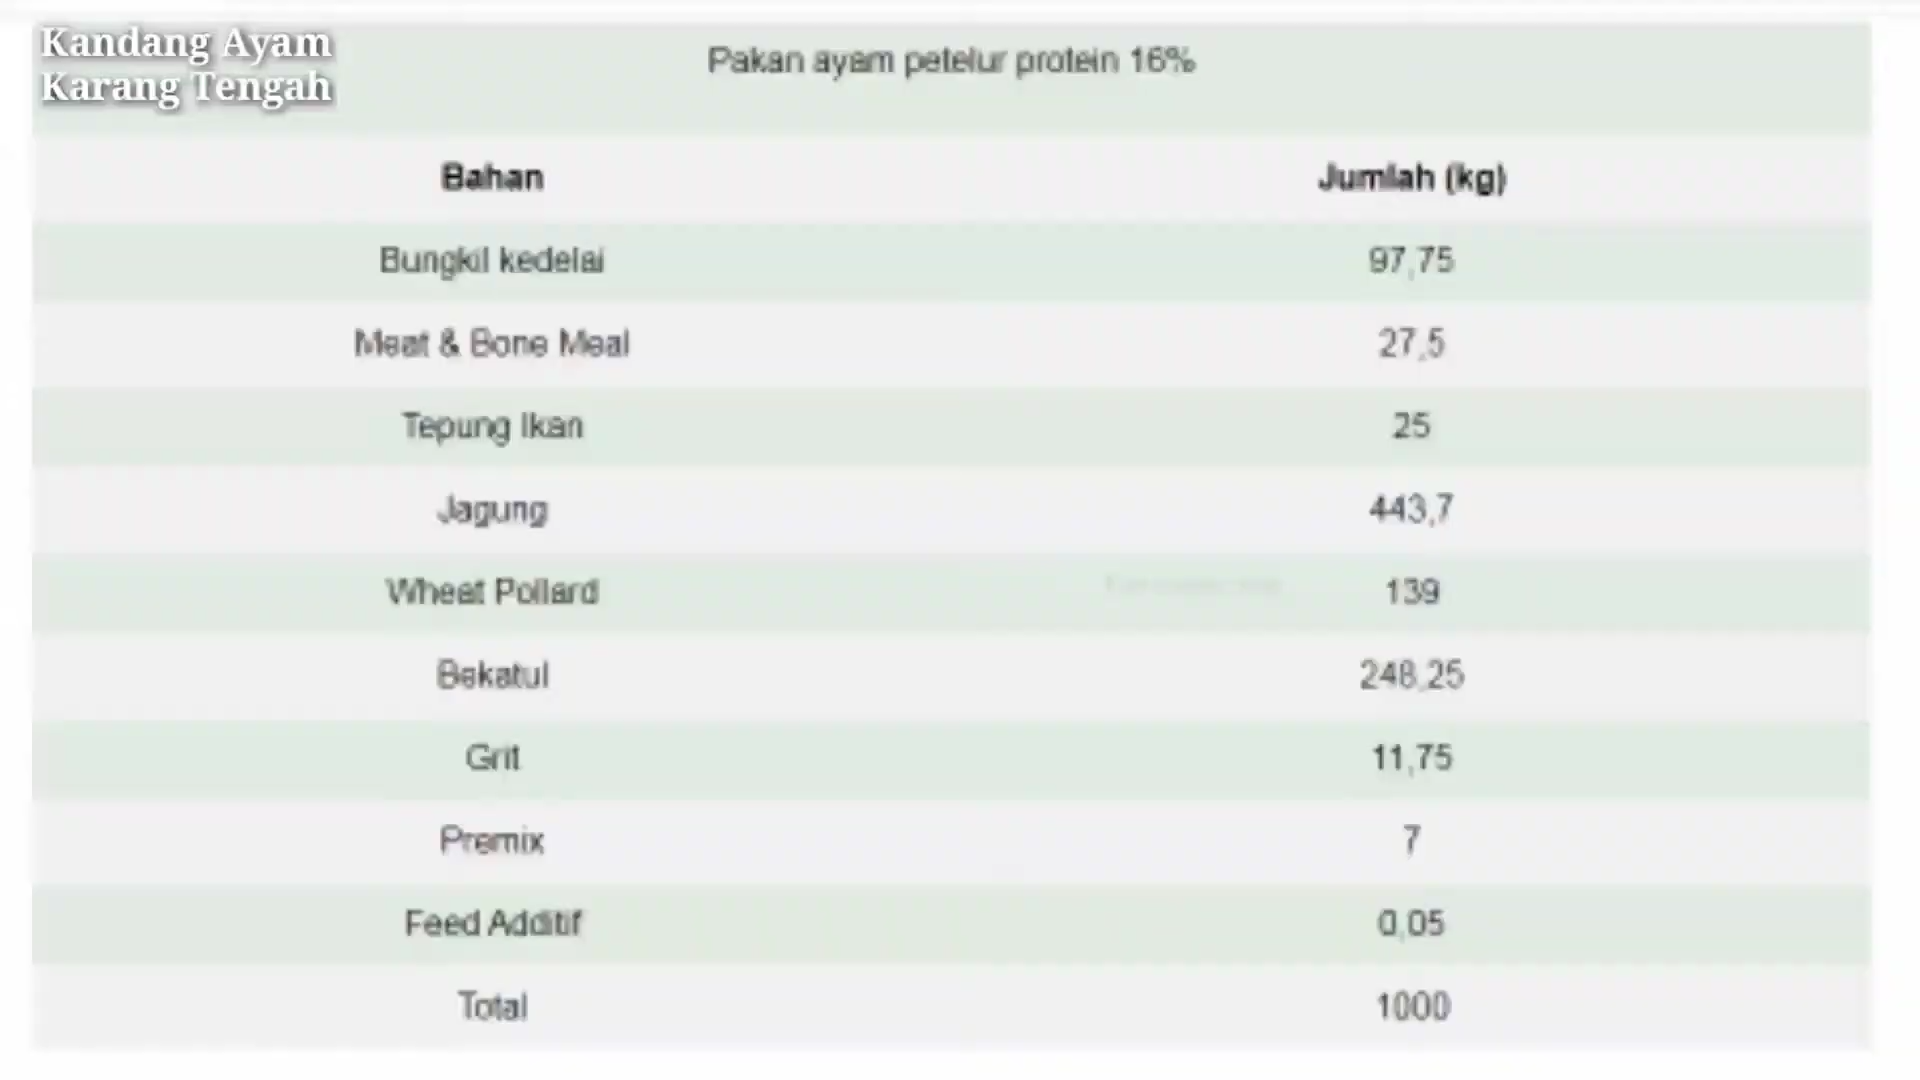 Kandang Ayam
Karang Tengah
Pakan ayam petelur protein 16%
Bahan Jumlah (kg)
Bungkil kedelai 97,75
Meat & Bone Meal 27,5
Tepung Ikan 25
Jagung 443,7
Wheat Pollard 139
Bekatul 248,25
Grit 11,75
Premix 7
Feed Additif 0,05
Total 1000